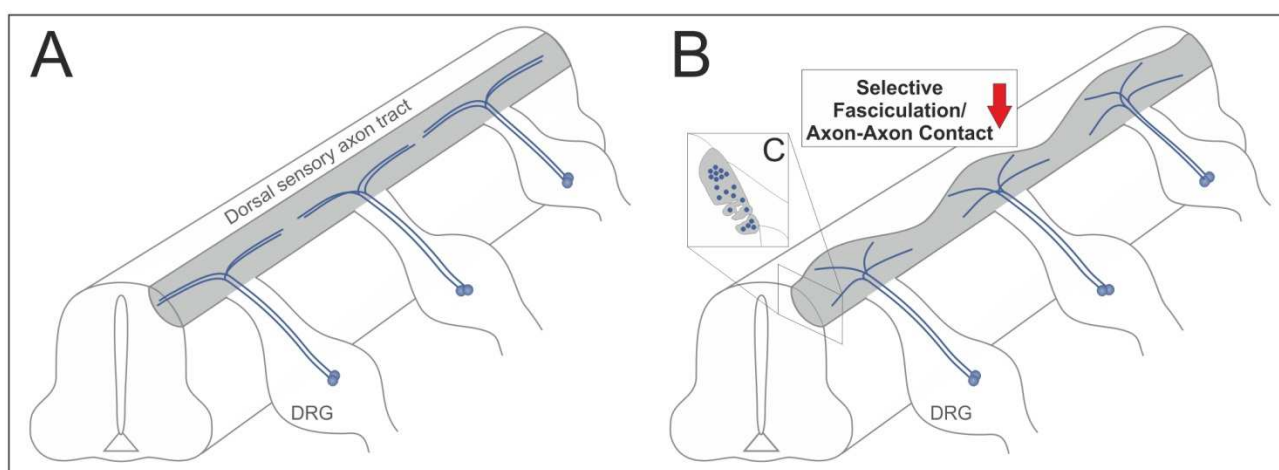 A
Dorsal sensory axon tract
DRG
B
Selective
Fasciculation/
Axon-Axon Contact
C
DRG